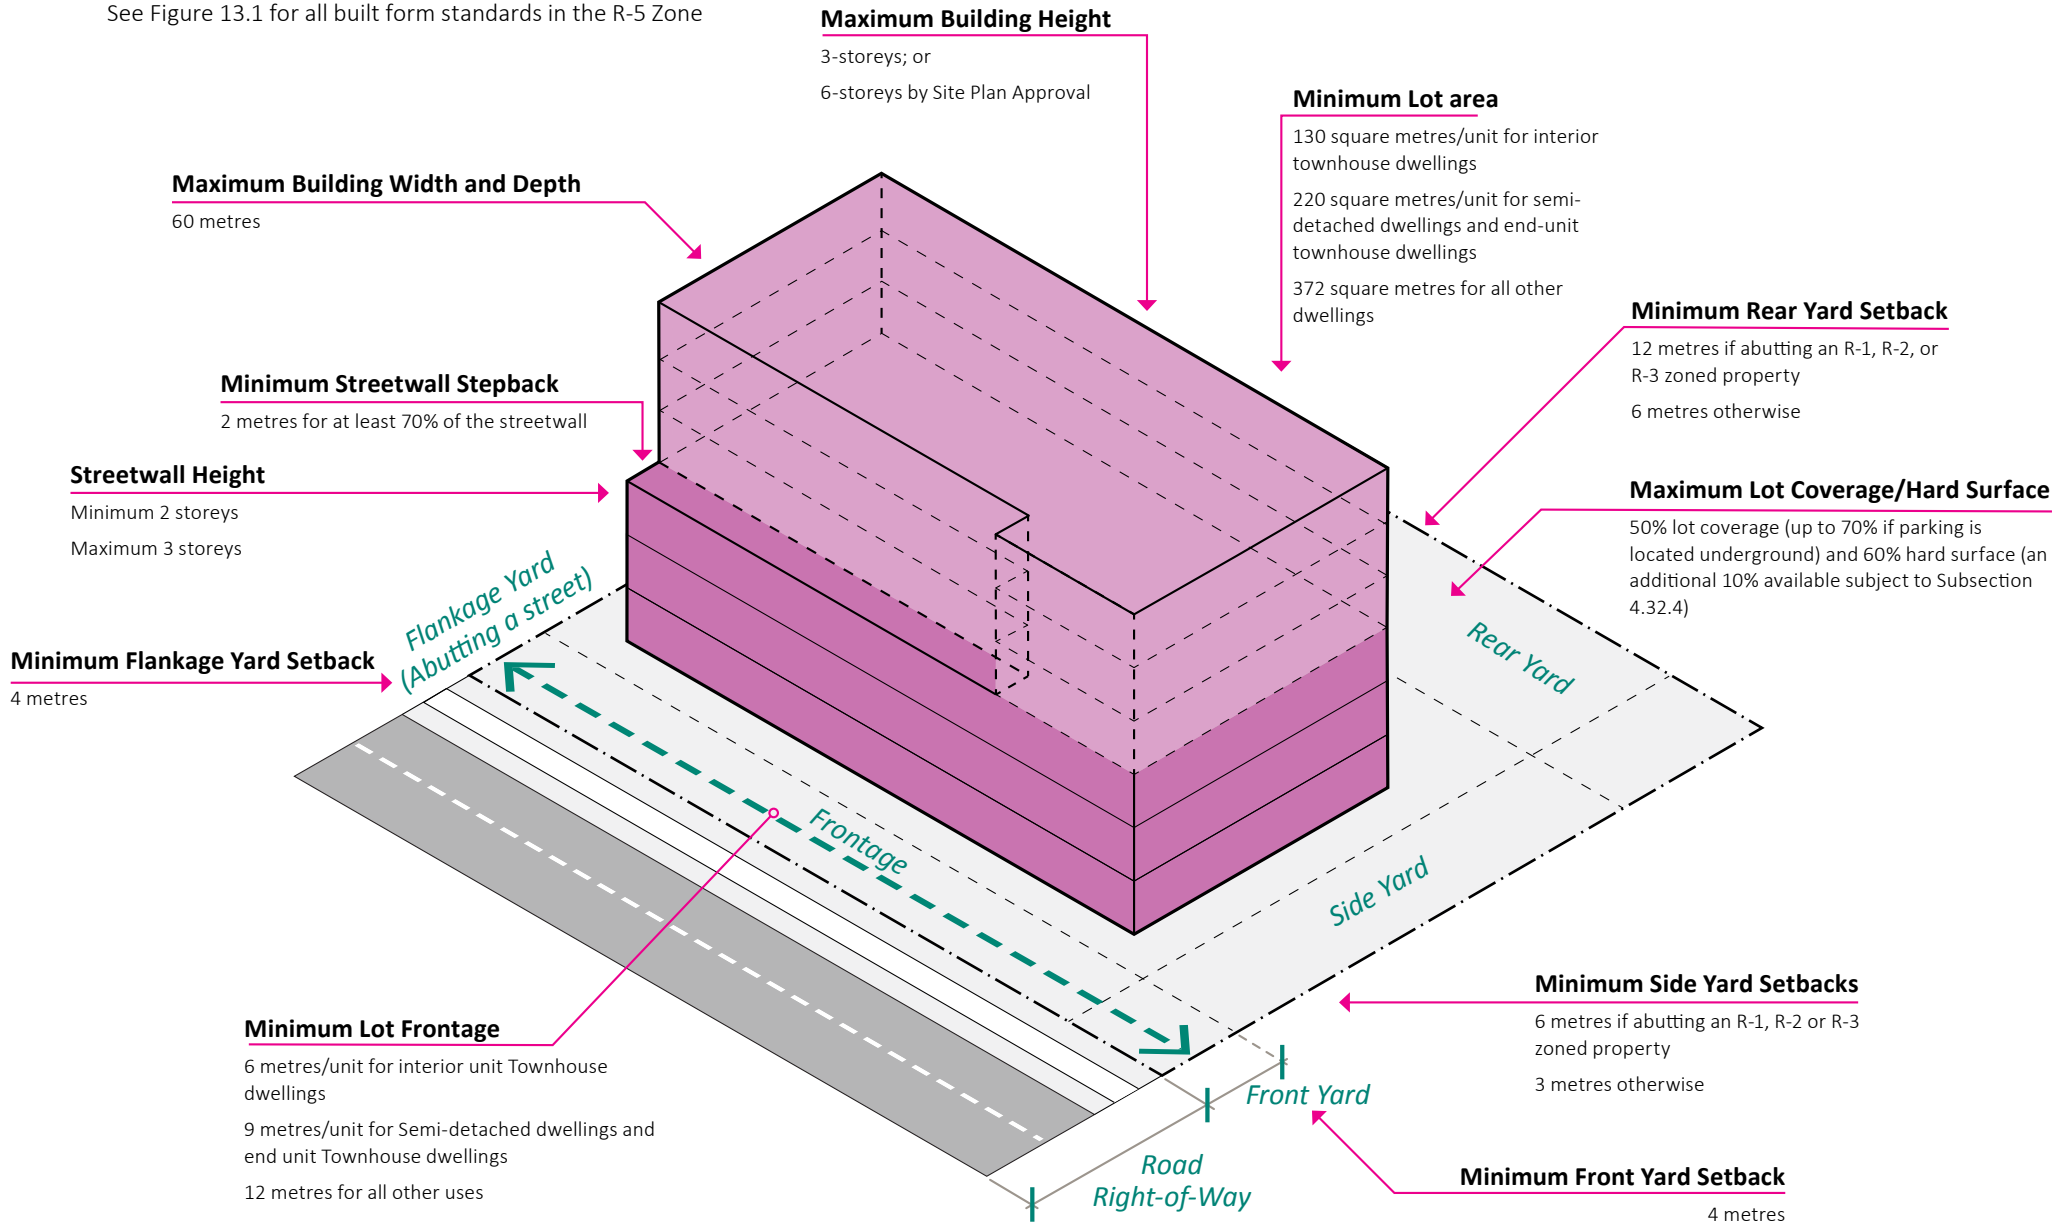 See Figure 13.1 for all built form standards in the R-5 Zone
Maximum Building Height
3-storeys; or
6-storeys by Site Plan Approval
Minimum Lot area
130 square metres/unit for interior
townhouse dwellings
220 square metres/unit for semi-
detached dwellings and end-unit
townhouse dwellings
372 square metres for all other
dwellings
Maximum Building Width and Depth
60 metres
Minimum Rear Yard Setback
12 metres if abutting an R-1, R-2, or
R-3 zoned property
6 metres otherwise
Minimum Streetwall Stepback
2 metres for at least 70% of the streetwall
Streetwall Height
Minimum 2 storeys
Maximum 3 storeys
Maximum Lot Coverage/Hard Surface
50% lot coverage (up to 70% if parking is
located underground) and 60% hard surface (an
additional 10% available subject to Subsection
4.32.4)
Flankage Yard
(Abutting a street)
Rear Yard
Minimum Flankage Yard Setback
4 metres
Frontage
Side Yard
Minimum Side Yard Setbacks
6 metres if abutting an R-1, R-2 or R-3
zoned property
3 metres otherwise
Minimum Lot Frontage
6 metres/unit for interior unit Townhouse
dwellings
9 metres/unit for Semi-detached dwellings and
end unit Townhouse dwellings
12 metres for all other uses
Front Yard
Road
Right-of-Way
Minimum Front Yard Setback
4 metres